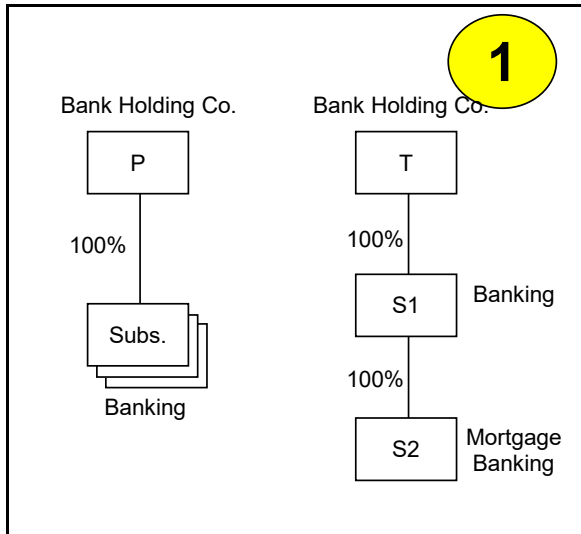 1
Bank Holding Co.
P
100%
Subs.
Banking
Bank Holding Co.
T
100%
S1
Banking
100%
S2
Mortgage
Banking